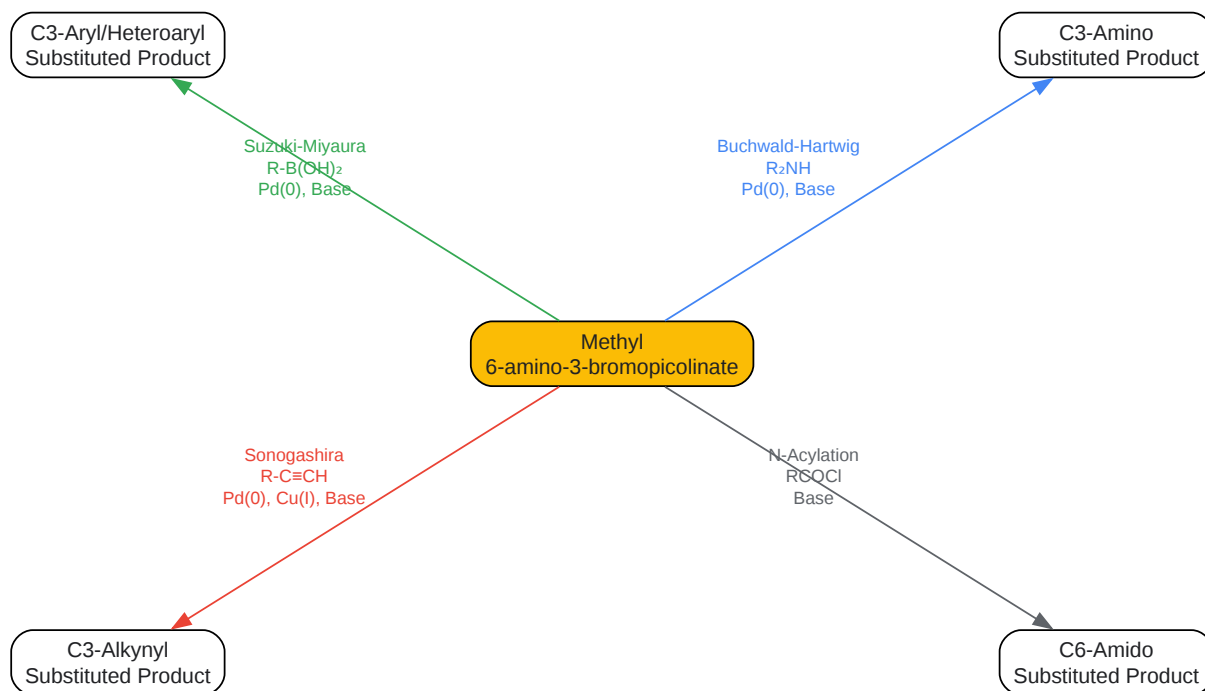 C3-Aryl/Heteroaryl
Substituted Product
C3-Amino
Substituted Product
Suzuki-Miyaura
R-B(OH)₂
Pd(0), Base
Buchwald-Hartwig
R₂NH
Pd(0), Base
Methyl
6-amino-3-bromopicolinate
Sonogashira
R-C≡CH
Pd(0), Cu(I), Base
N-Acylation
RCOCl
Base
C3-Alkynyl
Substituted Product
C6-Amido
Substituted Product